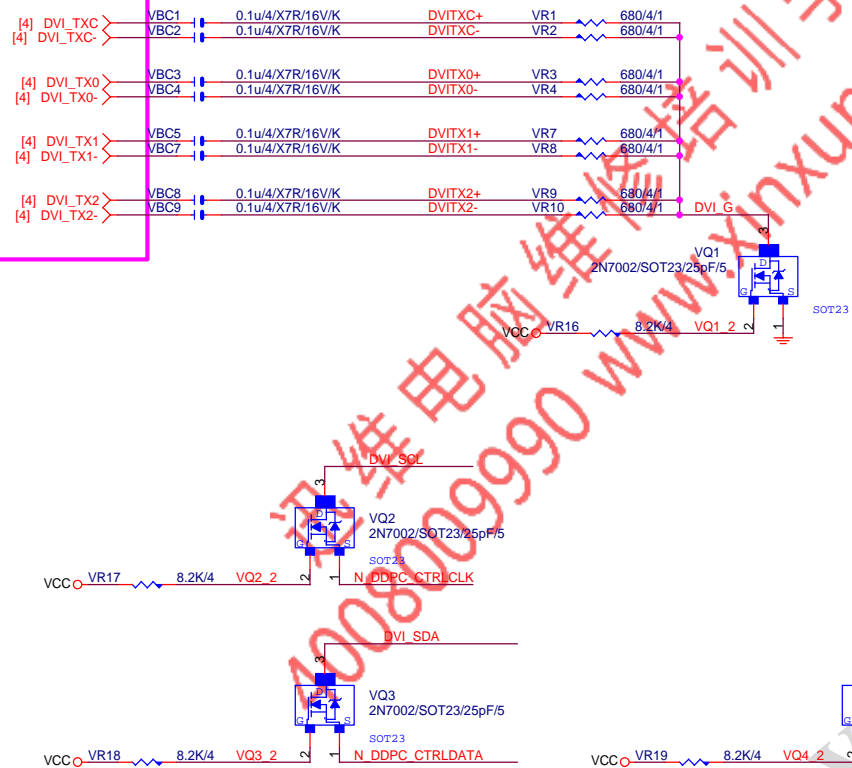 [4] DVI_TXC VBC1 0.1u/4/X7R/16V/K DVITXC+ VR1 680/4/1
[4] DVI_TXC- VBC2 0.1u/4/X7R/16V/K DVITXC- VR2 680/4/1
[4] DVI_TX0 VBC3 0.1u/4/X7R/16V/K DVITX0+ VR3 680/4/1
[4] DVI_TX0- VBC4 0.1u/4/X7R/16V/K DVITX0- VR4 680/4/1
[4] DVI_TX1 VBC5 0.1u/4/X7R/16V/K DVITX1+ VR7 680/4/1
[4] DVI_TX1- VBC7 0.1u/4/X7R/16V/K DVITX1- VR8 680/4/1
[4] DVI_TX2 VBC8 0.1u/4/X7R/16V/K DVITX2+ VR9 680/4/1
[4] DVI_TX2- VBC9 0.1u/4/X7R/16V/K DVITX2- VR10 680/4/1
DVI_G
3
VQ1
2N7002/SOT23/25pF/5
D
G S
SOT23
VCC VR16 8.2K/4 VQ1_2 2 1
DVI_SCL
3
VQ2
2N7002/SOT23/25pF/5
D
G S
SOT23
VCC VR17 8.2K/4 VQ2_2 2 1 N_DDPC_CTRLCLK
DVI_SDA
3
VQ3
2N7002/SOT23/25pF/5
D
G S
SOT23
G
VCC VR18 8.2K/4 VQ3_2 2 1 N_DDPC_CTRLDATA
VCC VR19 8.2K/4 VQ4_2
迅维电脑维修培训
4008009990 www.xinxun